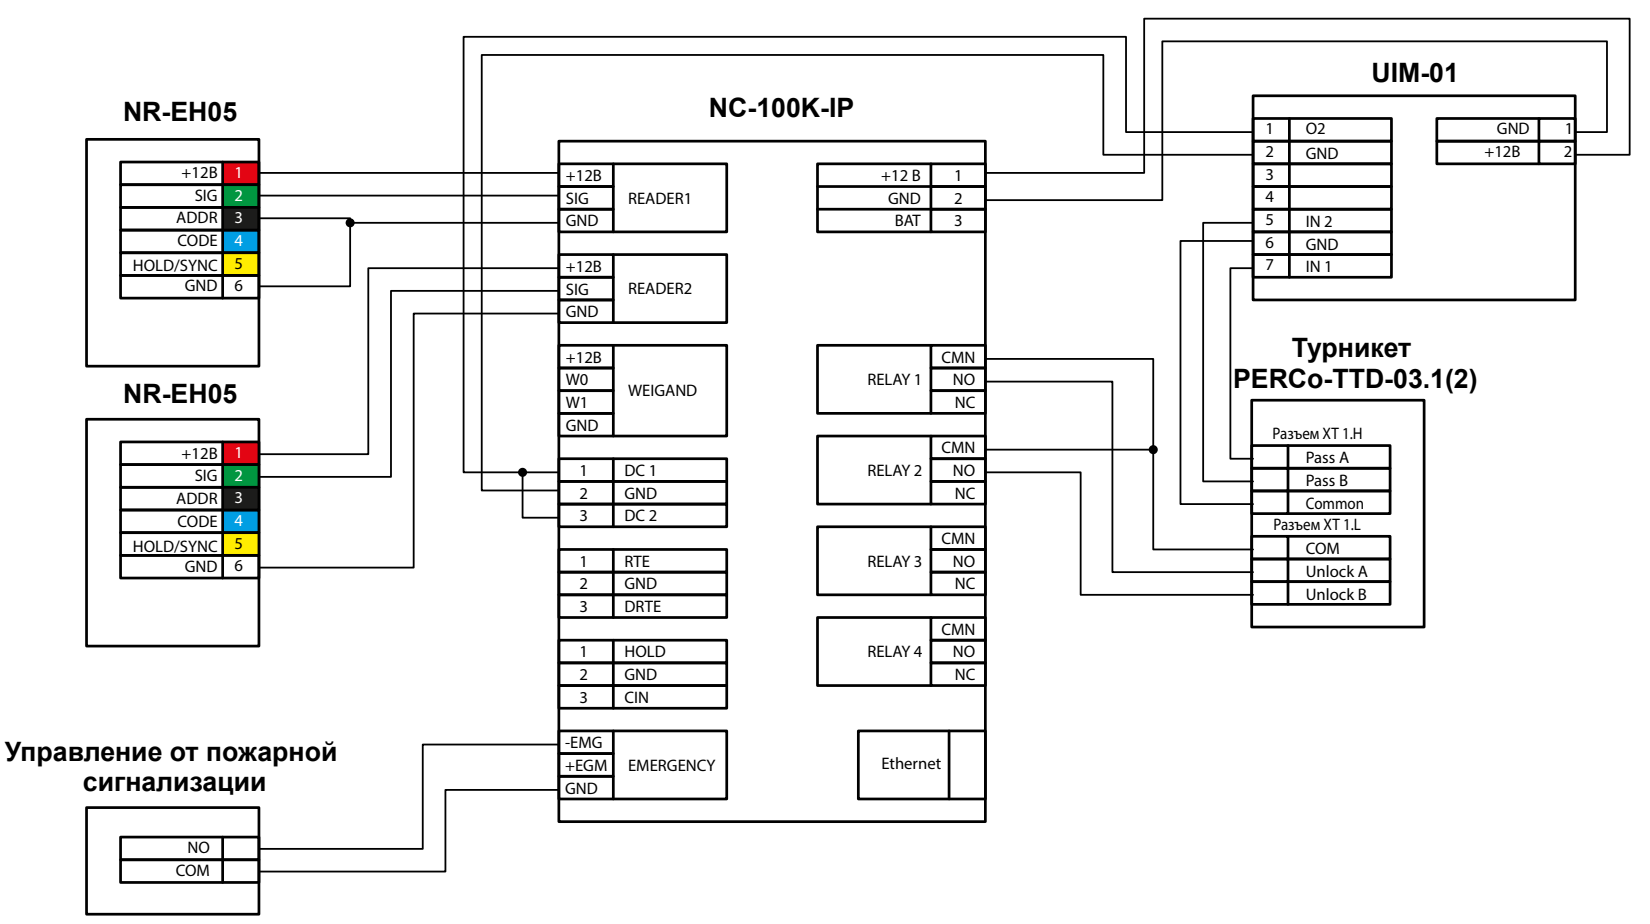 NR-EH05
+12В 1
SIG 2
ADDR 3
CODE 4
HOLD/SYNC 5
GND 6
NR-EH05
+12В 1
SIG 2
ADDR 3
CODE 4
HOLD/SYNC 5
GND 6
Управление от пожарной
сигнализации
NO
COM
NC-100K-IP
+12В
SIG
GND
READER1
+12В
SIG
GND
READER2
+12В
W0
W1
GND
WEIGAND
1 DC 1
2 GND
3 DC 2
1 RTE
2 GND
3 DRTE
1 HOLD
2 GND
3 CIN
-EMG
+EGM
GND
EMERGENCY
+12 В 1
GND 2
BAT 3
RELAY 1
CMN
NO
NC
RELAY 2
CMN
NO
NC
RELAY 3
CMN
NO
NC
RELAY 4
CMN
NO
NC
Ethernet
UIM-01
1 O2
2 GND
3
4
5 IN 2
6 GND
7 IN 1
GND 1
+12В 2
Турникет
PERCo-TTD-03.1(2)
Разъем XT 1.H
Pass A
Pass B
Common
Разъем XT 1.L
COM
Unlock A
Unlock B